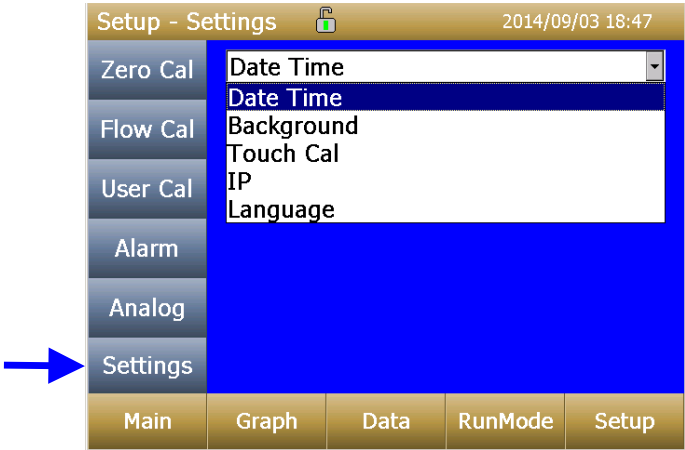 Setup - Settings 2014/09/03 18:47
Zero Cal
Flow Cal
User Cal
Alarm
Analog
Settings
Date Time
Date Time
Background
Touch Cal
IP
Language
Main Graph Data RunMode Setup